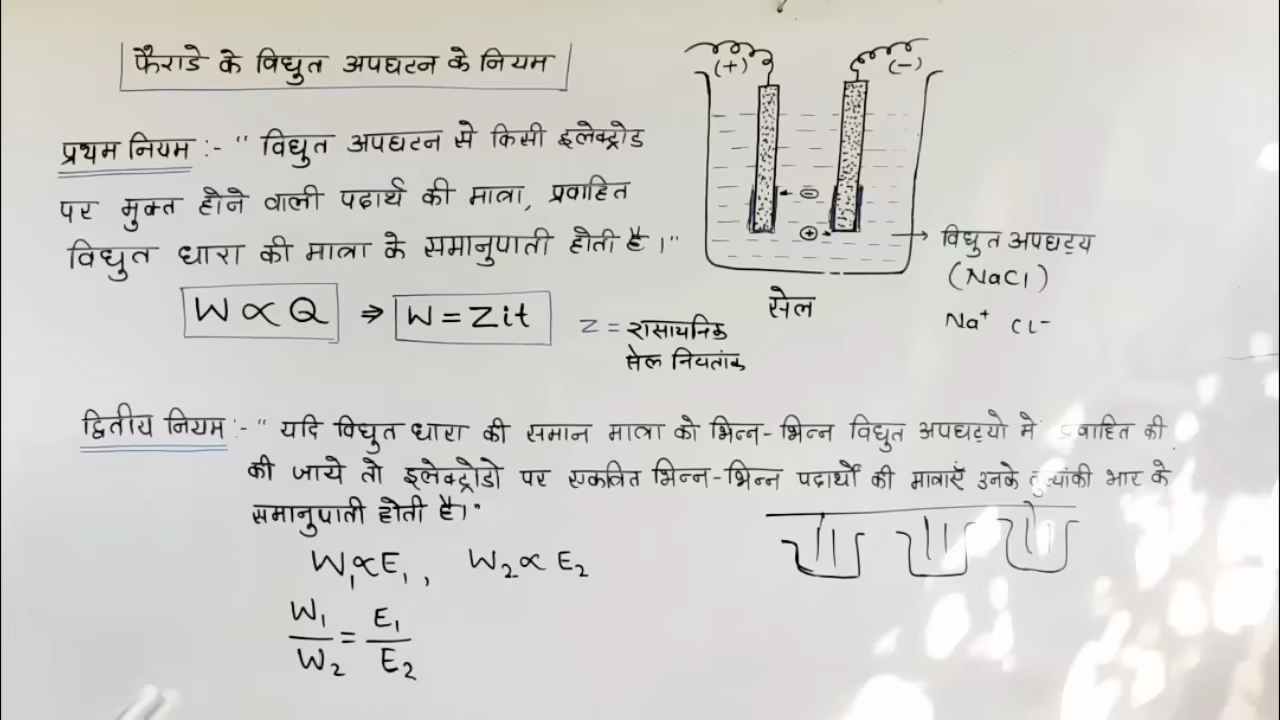 फैराडे के विद्युत अपघटन के नियम
(+) (-)
प्रथम नियम :- " विद्युत अपघटन से किसी इलेक्ट्रोड
पर मुक्त होने वाली पदार्थ की मात्रा, प्रवाहित
विद्युत धारा की मात्रा के समानुपाती होती है।"
⊖
⊕
→ विद्युत अपघट्य
(NaCl)
Na⁺ Cl⁻
सेल
W ∝ Q ⇒ W = Zit
Z = रासायनिक
सेल नियतांक
द्वितीय नियम :- " यदि विद्युत धारा की समान मात्रा को भिन्न-भिन्न विद्युत अपघट्यो मे प्रवाहित की
की जाये तो इलेक्ट्रोडो पर एकत्रित भिन्न-भिन्न पदार्थों की मात्राएँ उनके तुल्यांकी भार के
समानुपाती होती है।"
W₁ ∝ E₁, W₂ ∝ E₂
W₁/W₂ = E₁/E₂